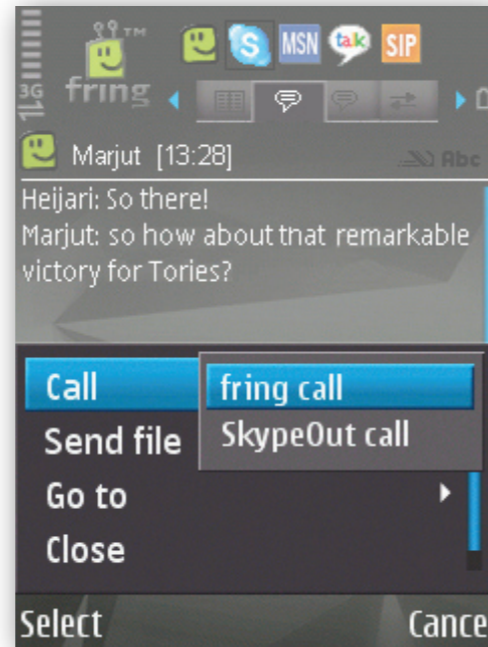 fring™
MSN talk SIP
3G
Marjut [13:28] Abc
Heijari: So there!
Marjut: so how about that remarkable
victory for Tories?
Call
fring call
SkypeOut call
Send file
Go to
Close
Select Cance